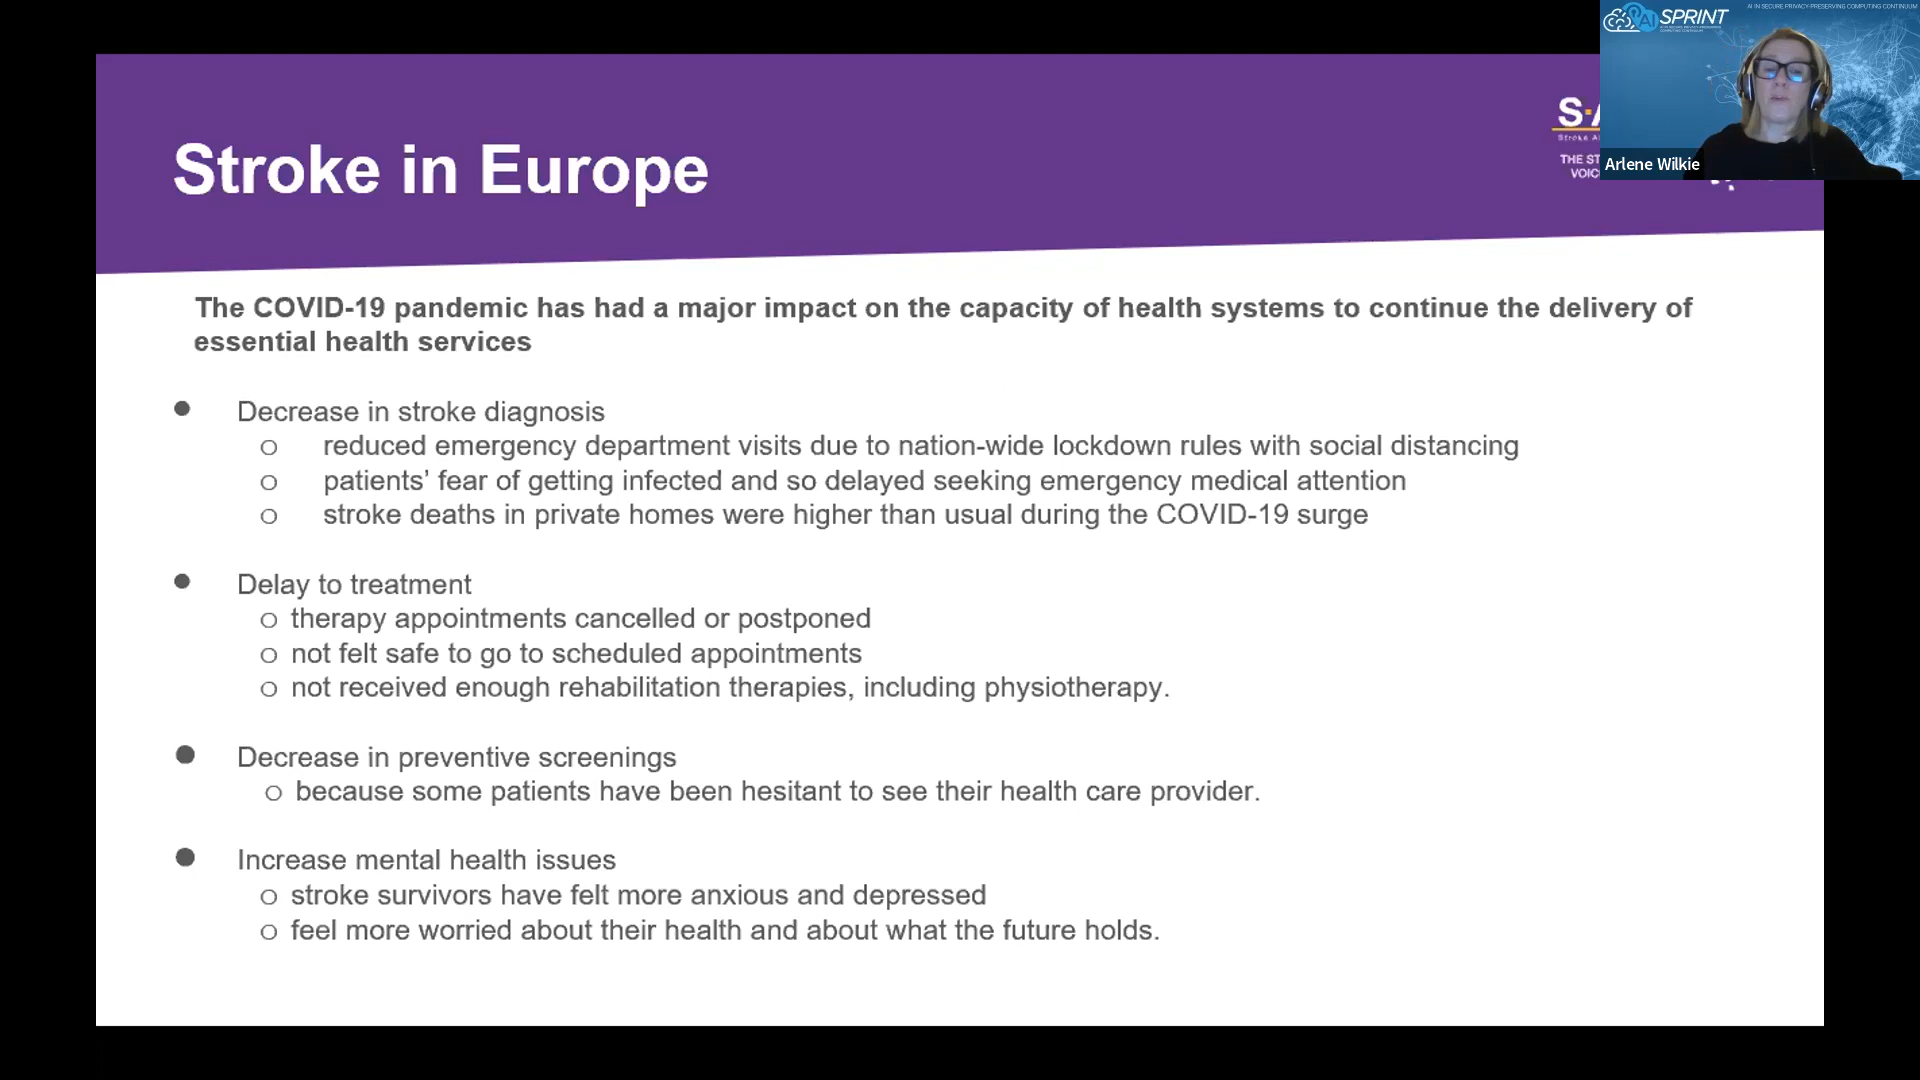 AI IN SECURE PRIVACY-PRESERVING COMPUTING CONTINUUM
AI SPRINT
Arlene Wilkie
Stroke in Europe
The COVID-19 pandemic has had a major impact on the capacity of health systems to continue the delivery of
essential health services
● Decrease in stroke diagnosis
o reduced emergency department visits due to nation-wide lockdown rules with social distancing
o patients’ fear of getting infected and so delayed seeking emergency medical attention
o stroke deaths in private homes were higher than usual during the COVID-19 surge
● Delay to treatment
o therapy appointments cancelled or postponed
o not felt safe to go to scheduled appointments
o not received enough rehabilitation therapies, including physiotherapy.
● Decrease in preventive screenings
o because some patients have been hesitant to see their health care provider.
● Increase mental health issues
o stroke survivors have felt more anxious and depressed
o feel more worried about their health and about what the future holds.